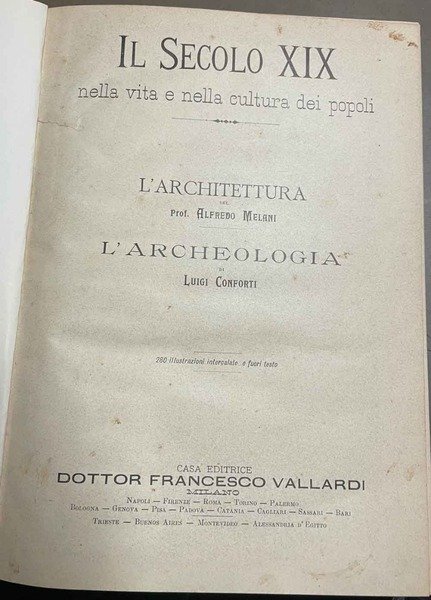 IL SECOLO XIX
nella vita e nella cultura dei popoli
L'ARCHITETTURA
DEL
PROF. ALFREDO MELANI
L'ARCHEOLOGIA
DI
LUIGI CONFORTI
280 illustrazioni intercalate e fuori testo
CASA EDITRICE
DOTTOR FRANCESCO VALLARDI
MILANO
NAPOLI — FIRENZE — ROMA — TORINO — PALERMO
BOLOGNA — GENOVA — PISA — PADOVA — CATANIA — CAGLIARI — SASSARI — BARI
TRIESTE — BUENOS AIRES — MONTEVIDEO — ALESSANDRIA D'EGITTO